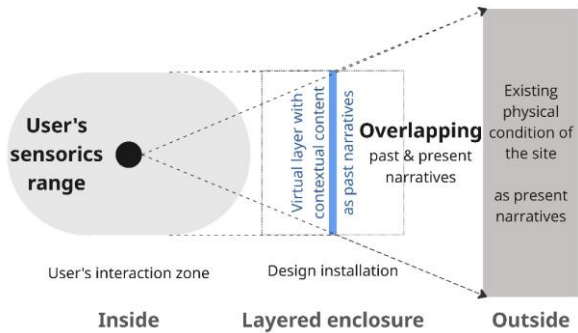 User's
sensorics
range
Virtual layer with
contextual content
as past narratives
Overlapping
past & present
narratives
Existing
physical
condition of
the site
as present
narratives
User's interaction zone
Design installation
Inside
Layered enclosure
Outside